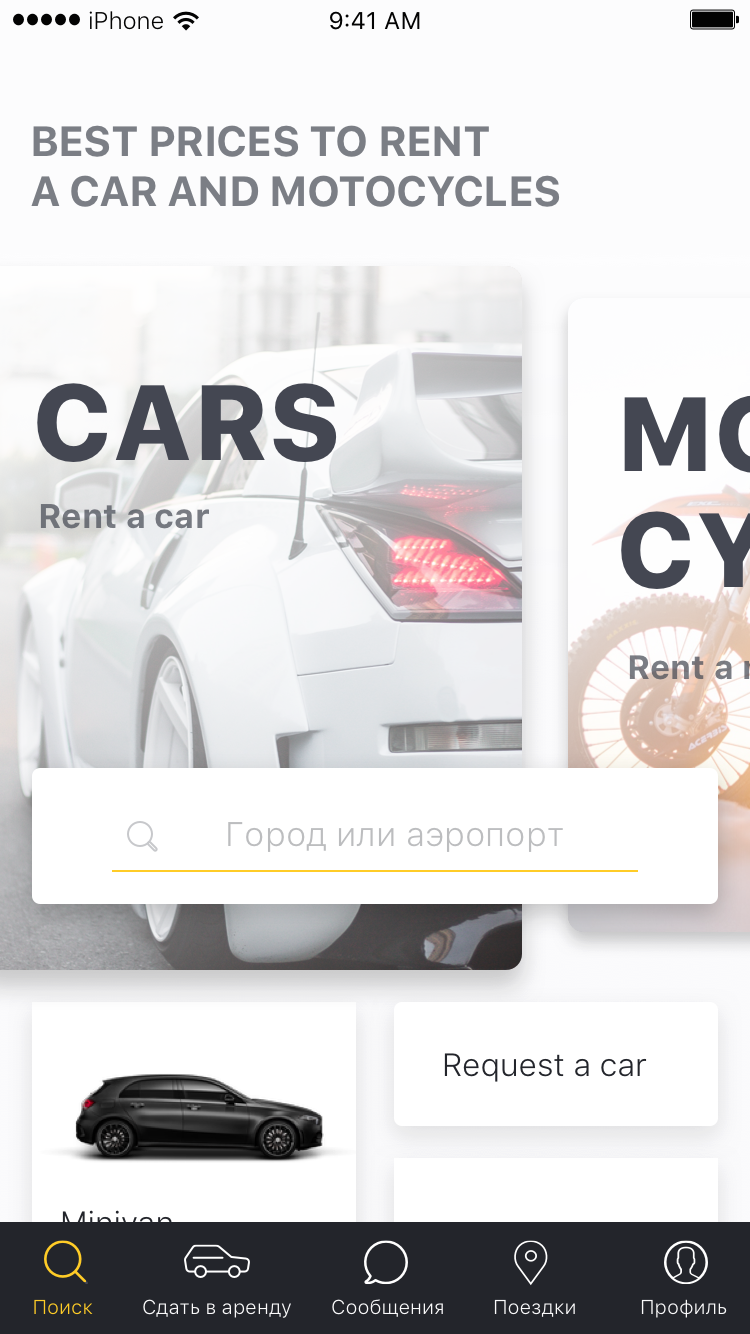 iPhone 9:41 AM
BEST PRICES TO RENT
A CAR AND MOTOCYCLES
CARS
Rent a car
MO
CY
Rent a
Город или аэропорт
Request a car
Minivan
Поиск
Сдать в аренду
Сообщения
Поездки
Профиль